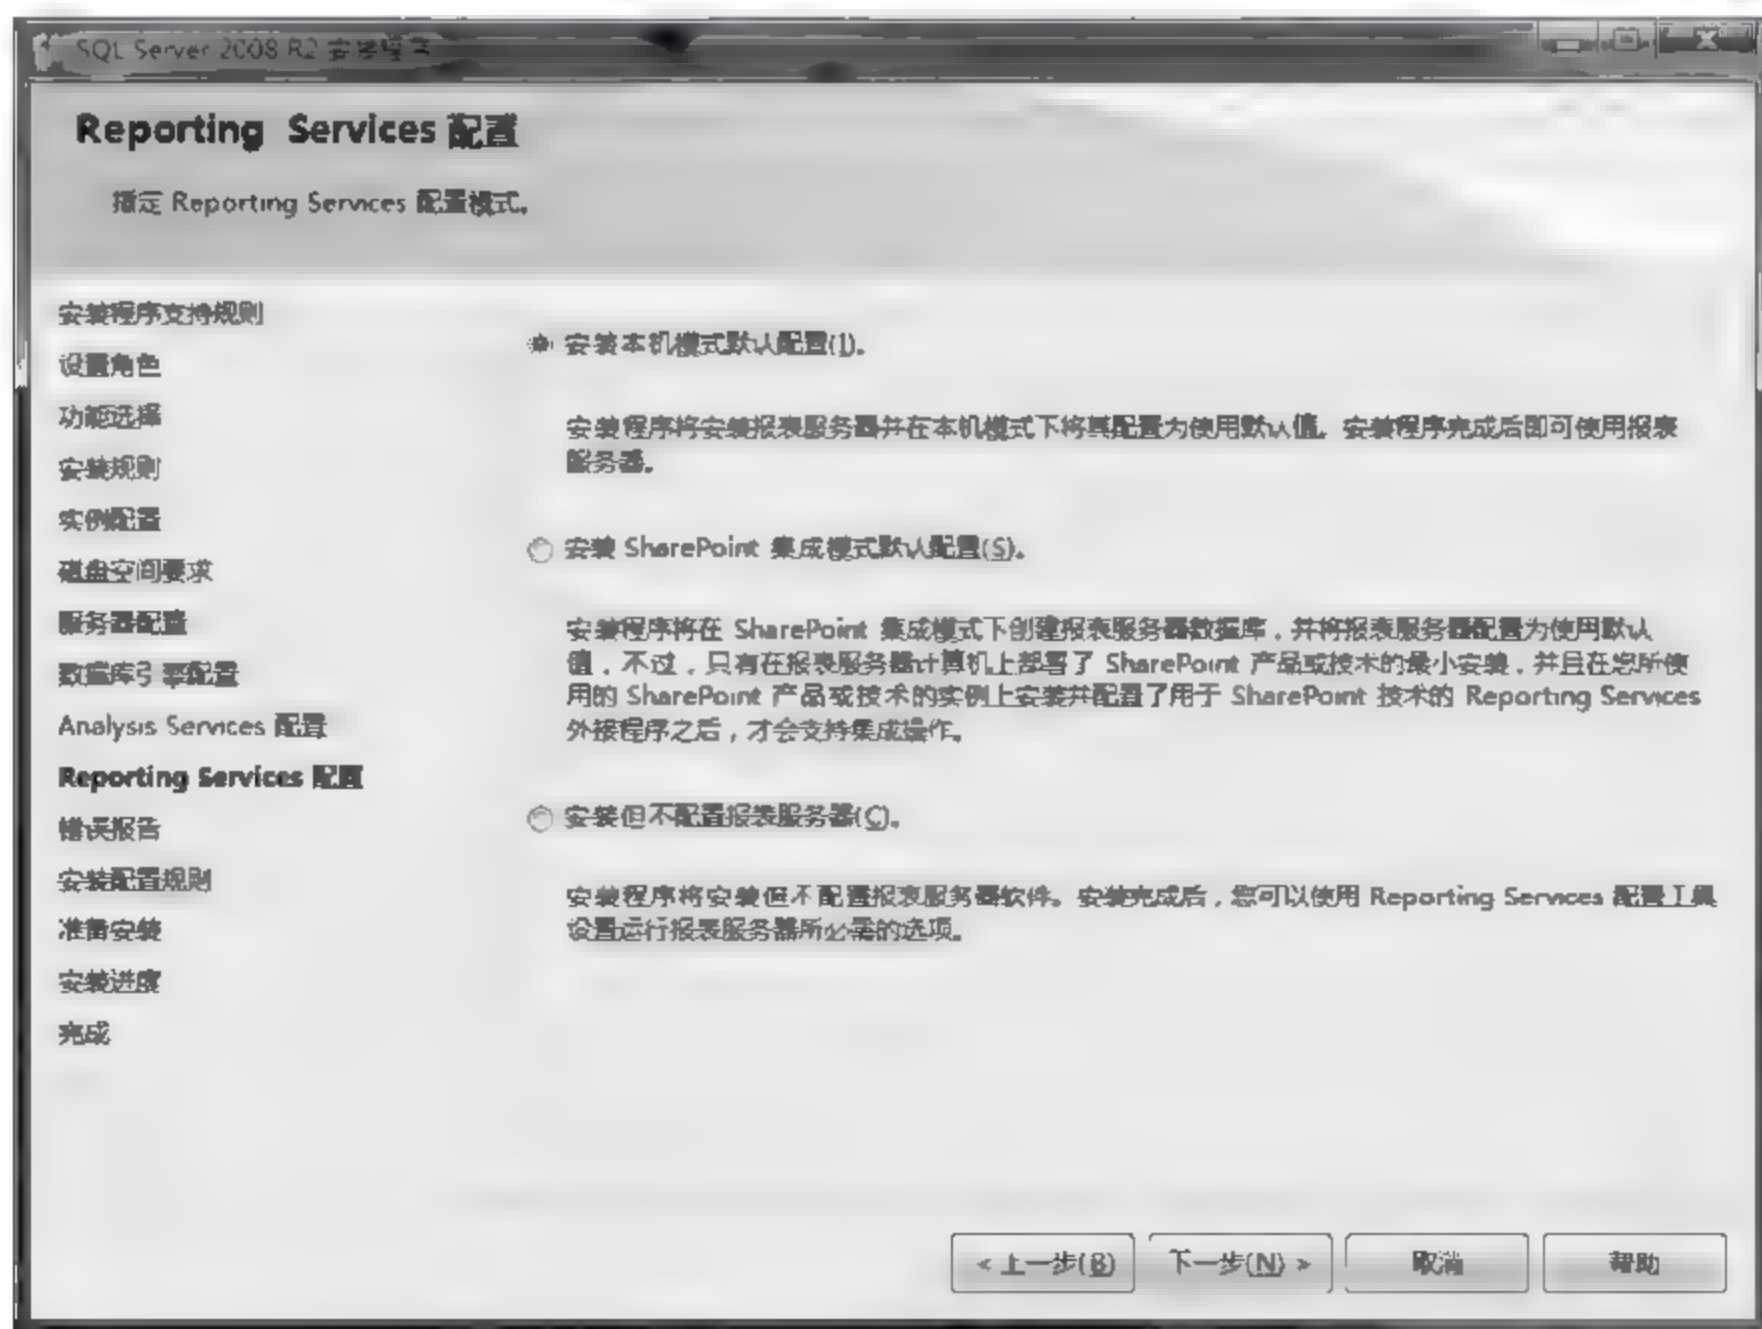 SQL Server 2008 R2 安装程序
Reporting Services 配置
指定 Reporting Services 配置模式。
安装程序支持规则
设置角色
功能选择
安装规则
实例配置
磁盘空间要求
服务器配置
数据库引擎配置
Analysis Services 配置
Reporting Services 配置
错误报告
安装配置规则
准备安装
安装进度
完成
安装本机模式默认配置(I)。
安装程序将安装报表服务器并在本机模式下将其配置为使用默认值。安装程序完成后即可使用报表
服务器。
安装 SharePoint 集成模式默认配置(S)。
安装程序将在 SharePoint 集成模式下创建报表服务器数据库，并将报表服务器配置为使用默认
值，不过，只有在报表服务器计算机上部署了 SharePoint 产品或技术的最小安装，并且在您所使
用的 SharePoint 产品或技术的实例上安装并配置了用于 SharePoint 技术的 Reporting Services
外接程序之后，才会支持集成操作。
安装但不配置报表服务器(C)。
安装程序将安装但不配置报表服务器软件。安装完成后，您可以使用 Reporting Services 配置工具
设置运行报表服务器所必需的选项。
< 上一步(B)
下一步(N) >
取消
帮助